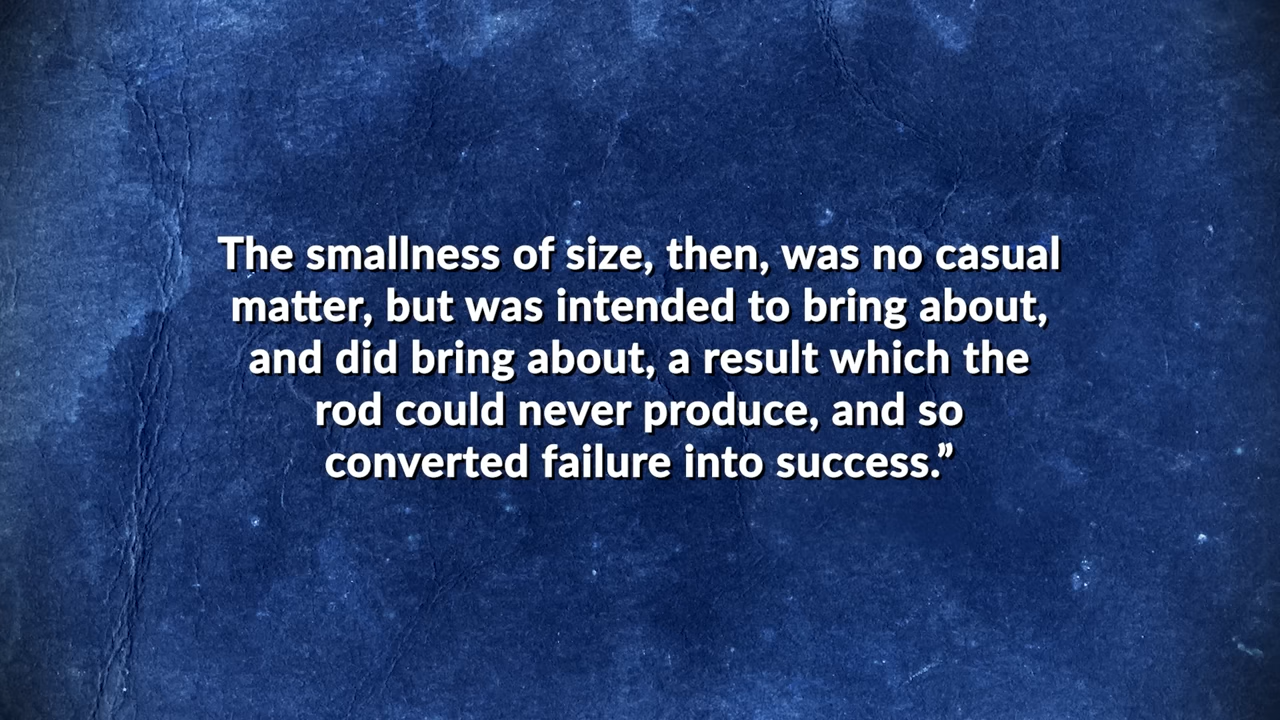 The smallness of size, then, was no casual
matter, but was intended to bring about,
and did bring about, a result which the
rod could never produce, and so
converted failure into success.”